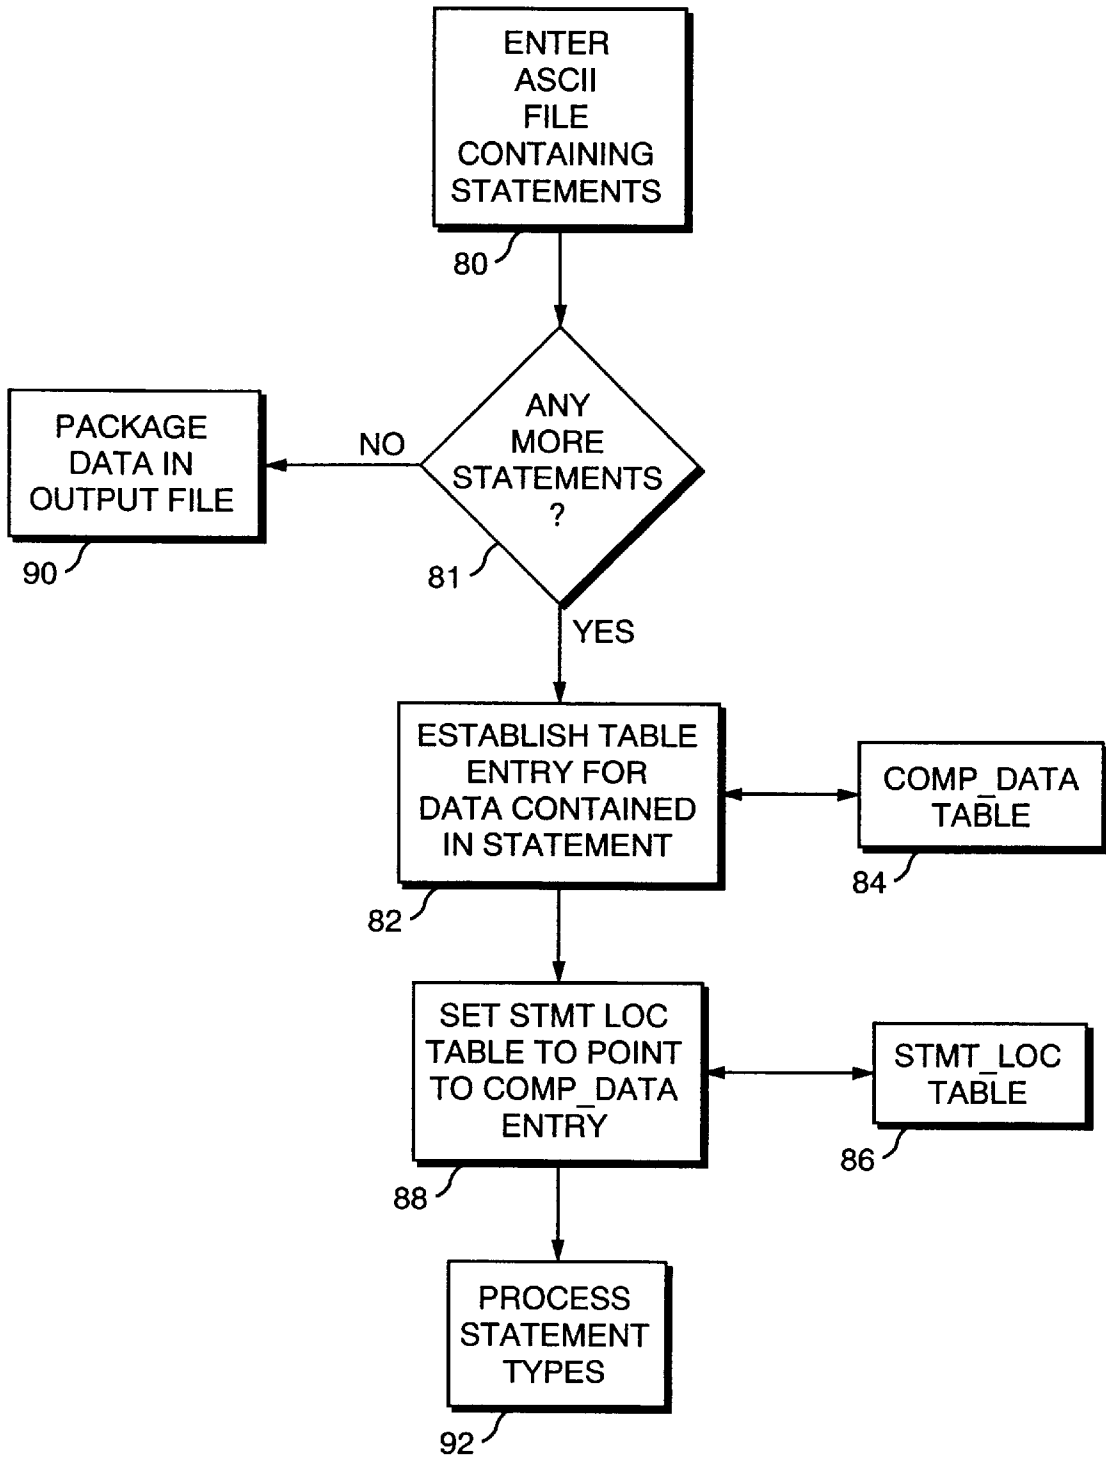 ENTER
ASCII
FILE
CONTAINING
STATEMENTS
80
ANY
MORE
STATEMENTS
?
81
NO
PACKAGE
DATA IN
OUTPUT FILE
90
YES
ESTABLISH TABLE
ENTRY FOR
DATA CONTAINED
IN STATEMENT
82
COMP_DATA
TABLE
84
SET STMT LOC
TABLE TO POINT
TO COMP_DATA
ENTRY
88
STMT_LOC
TABLE
86
PROCESS
STATEMENT
TYPES
92